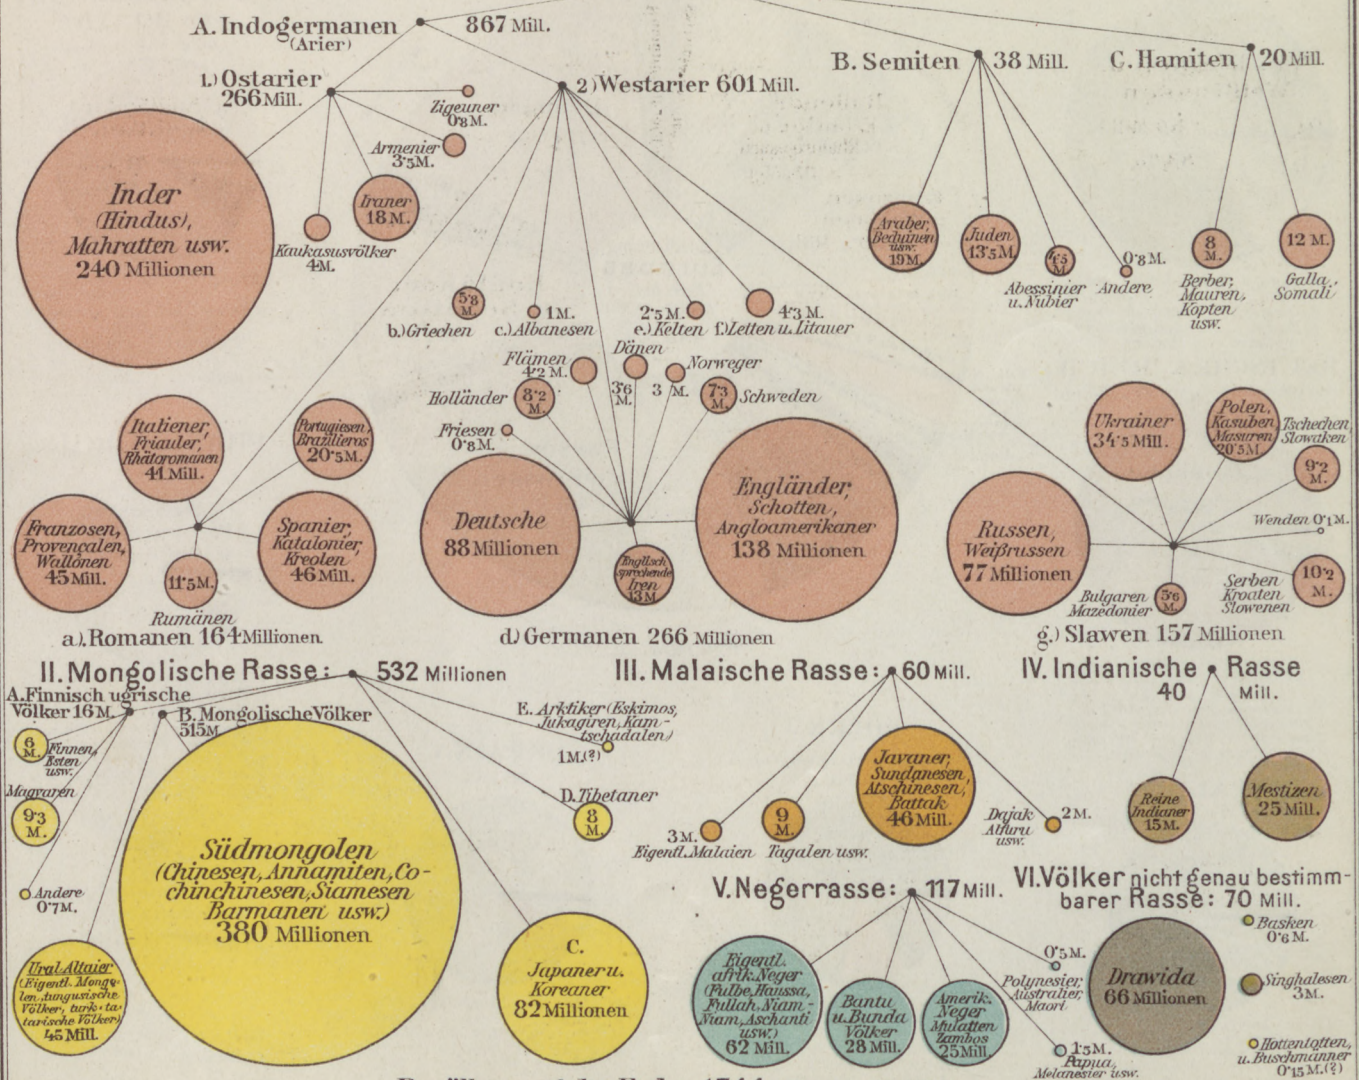 A. Indogermanen 867 Mill.
(Arier)
B. Semiten 38 Mill.
C. Hamiten 20 Mill.
1.) Ostarier
266 Mill.
2) Westarier 601 Mill.
Zigeuner
0·8 M.
Armenier
3·5 M.
Iraner
18 M.
Kaukasusvölker
4 M.
Inder
(Hindus),
Mahratten usw.
240 Millionen
Araber,
Beduinen
usw.
19 M.
Juden
13·5 M.
4·5
M.
Abessinier
u. Nubier
0·8 M.
Andere
8
M.
Berber,
Mauren,
Kopten
usw.
12 M.
Galla,
Somali
5·8
M.
b.) Griechen
1 M.
c.) Albanesen
2·5 M.
e.) Kelten
4·3 M.
f.) Letten u. Litauer
Flämen
4·2 M.
Dänen
3·6
M.
Norweger
3 M.
Holländer
8·2
M.
7·3
M.
Schweden
Friesen
0·8 M.
Italiener,
Friauler,
Rhätoromanen
41 Mill.
Portugiesen,
Brazilieros
20·5 M.
Franzosen,
Provençalen,
Wallonen
45 Mill.
Spanier,
Katalonier,
Kreolen
46 Mill.
11·5 M.
Rumänen
a). Romanen 164 Millionen
Deutsche
88 Millionen
Engländer,
Schotten,
Angloamerikaner
138 Millionen
Englisch
sprechende
Iren
13 M
d.) Germanen 266 Millionen
Ukrainer
34·5 Mill.
Polen,
Kasuben,
Masuren
20·5 M
Tschechen,
Slowaken
9·2
M.
Russen,
Weißrussen
77 Millionen
Wenden 0·1 M.
Bulgaren
Mazedonier
5·6
M.
Serben
Kroaten
Slowenen
10·2
M.
g.) Slawen 157 Millionen
II. Mongolische Rasse: 532 Millionen
A. Finnisch ugrische
Völker 16 M.
B. Mongolische Völker
515 M.
6
M.
Finnen,
Esten
usw.
Magyaren
9·3
M.
Andere
0·7 M.
Ural Altaier
(Eigentl. Mongo-
len, tungusische
Völker, turk-ta-
tarische Völker)
45 Mill.
Südmongolen
(Chinesen, Annamiten, Co-
chinchinesen, Siamesen
Barmanen usw.)
380 Millionen
E. Arktiker (Eskimos,
Jukagiren, Kam-
tschadalen)
1 M.(?)
D. Tibetaner
8
M.
C.
Japaner u.
Koreaner
82 Millionen
III. Malaische Rasse: 60 Mill.
3 M.
Eigentl. Malaien
9
M.
Tagalen usw.
Javaner,
Sundanesen,
Atschinesen,
Battak
46 Mill.
Dajak
Alfuru
usw.
2 M.
IV. Indianische Rasse
40 Mill.
Reine
Indianer
15 M.
Mestizen
25 Mill.
V. Negerrasse: 117 Mill.
Eigentl.
afrik. Neger
(Fulbe, Haussa,
Fullah, Niam-
Niam, Aschanti
usw.)
62 Mill.
Bantu
u. Bunda
Völker
28 Mill.
Amerik.
Neger
Mulatten
Zambos
25 Mill.
0·5 M.
Polynesier,
Australier,
Maori
1·5 M.
Papua,
Melanesier usw.
VI. Völker nicht genau bestimm-
barer Rasse: 70 Mill.
Drawida
66 Millionen
Basken
0·6 M.
Singhalesen
3 M.
Hottentotten,
u. Buschmänner
0·15 M.(?)